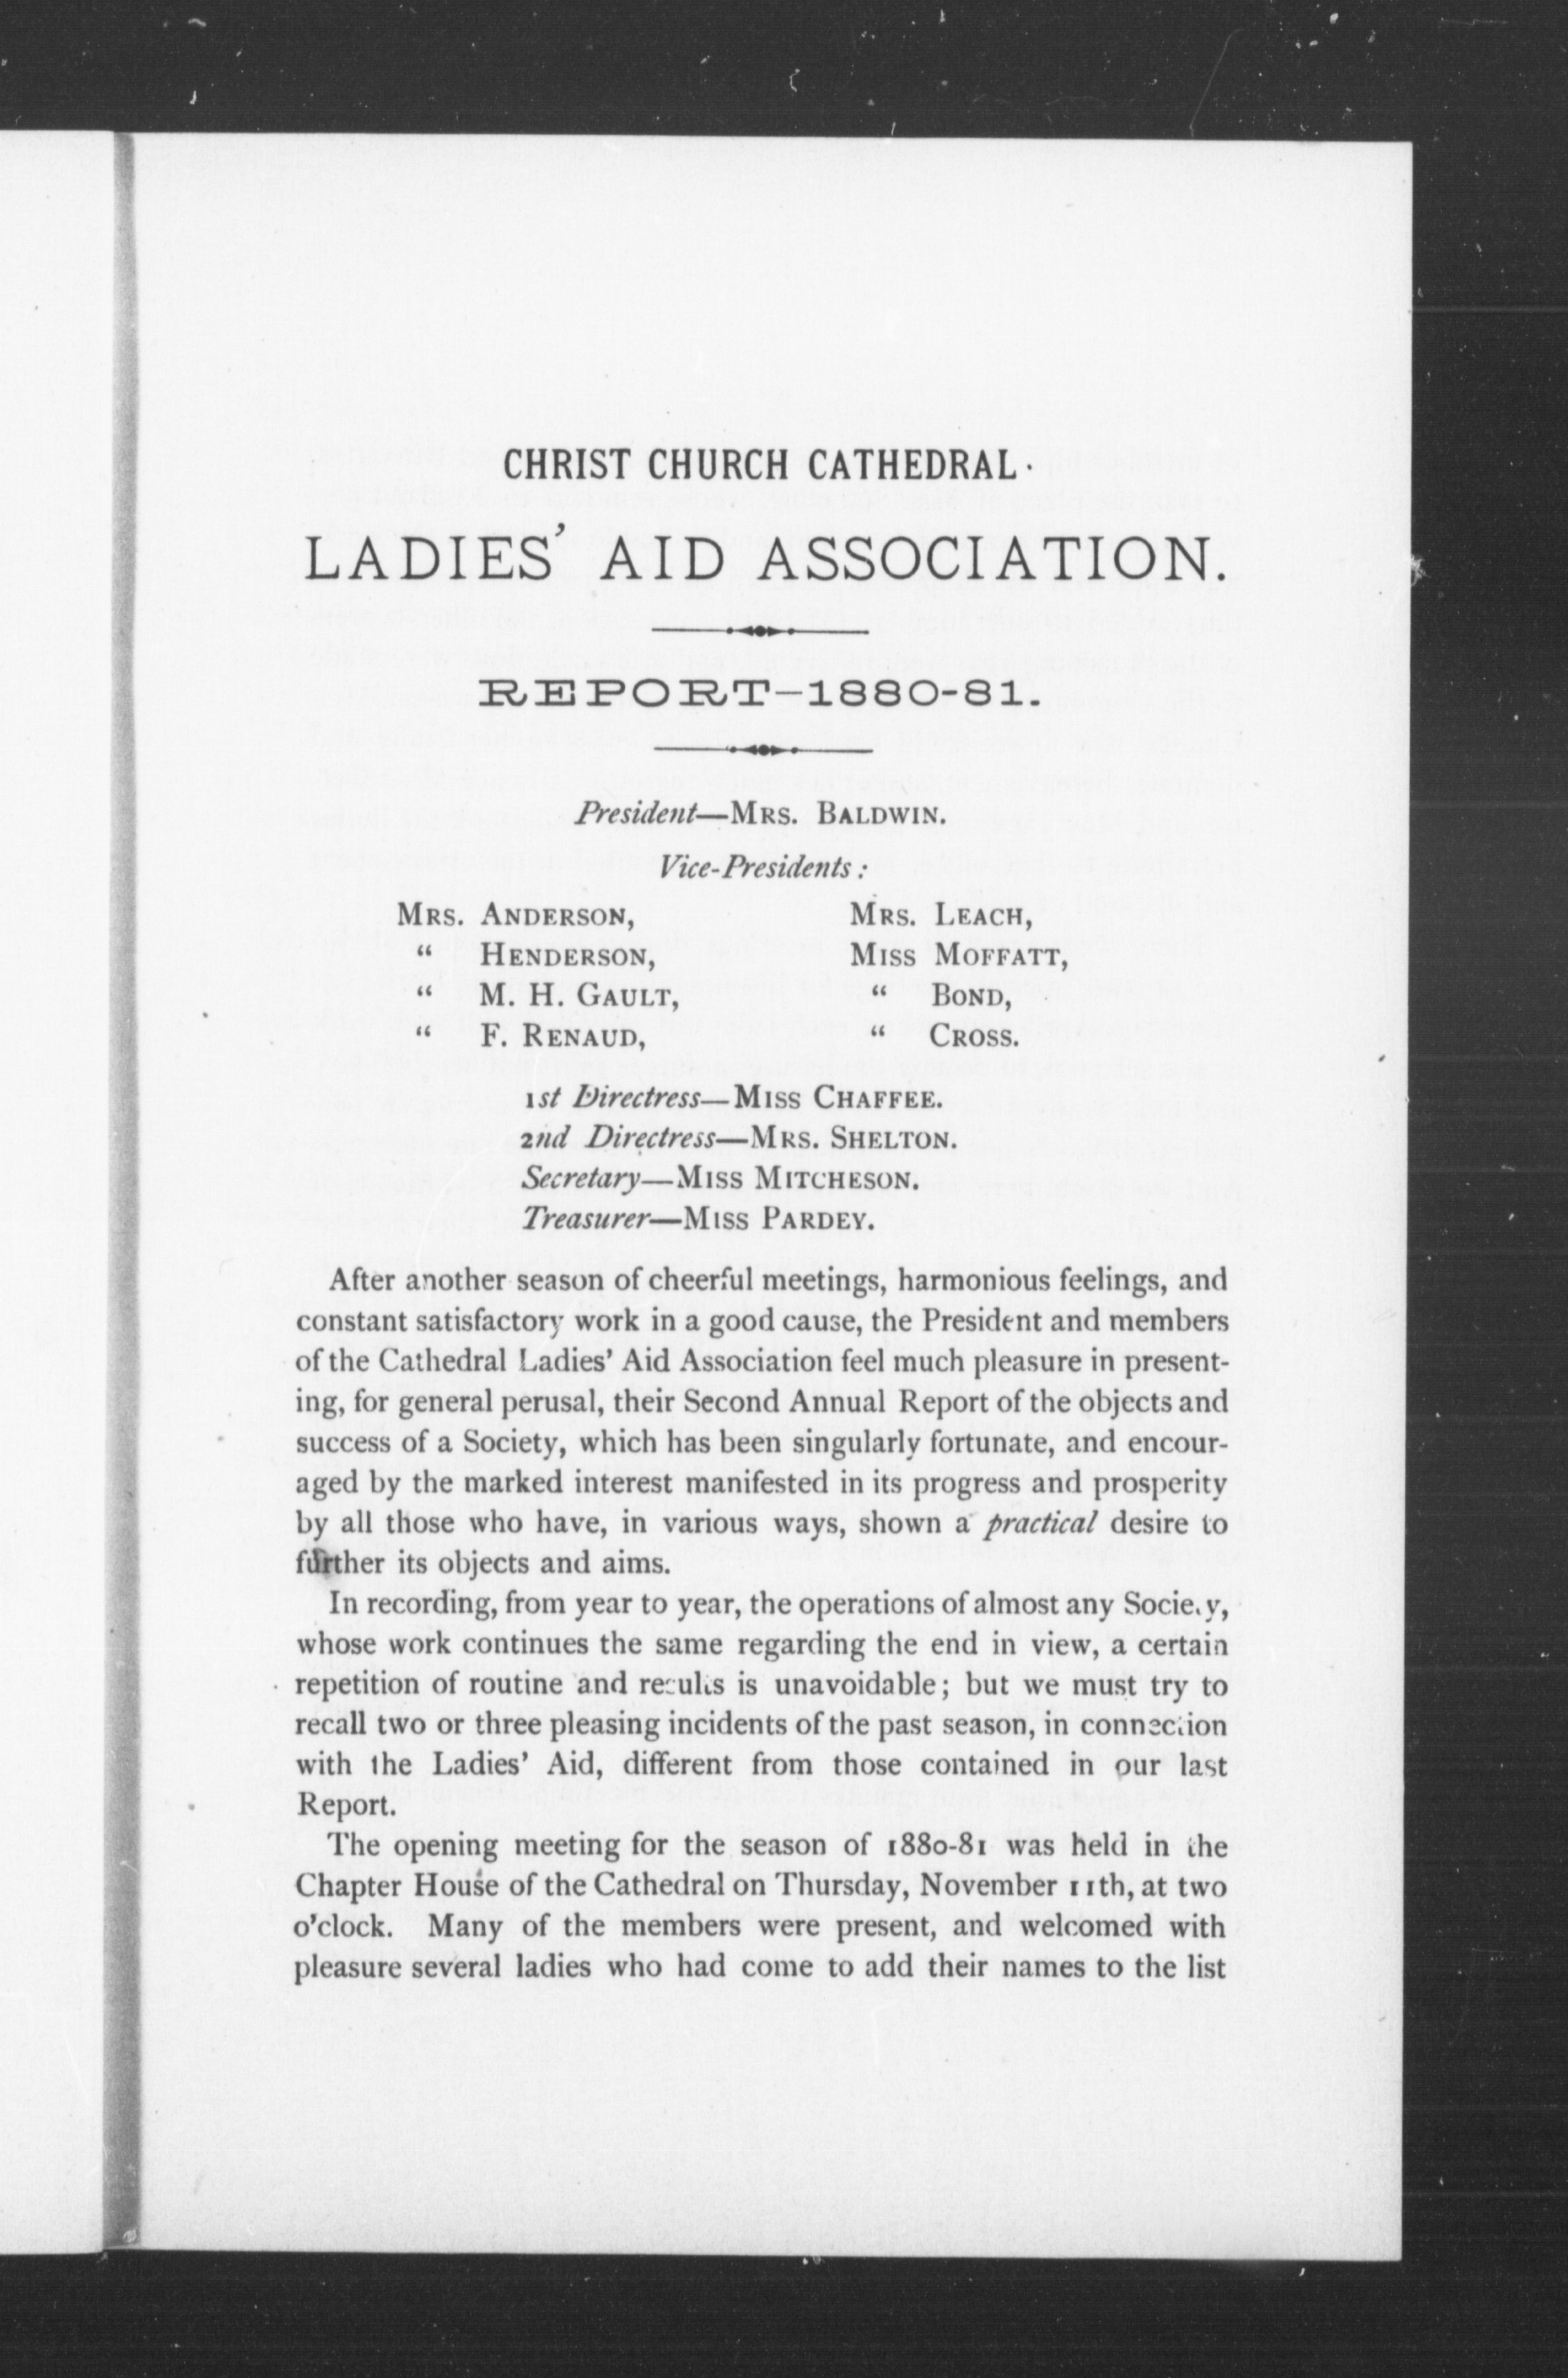 CHRIST CHURCH CATHEDRAL.
LADIES' AID ASSOCIATION.
REPORT—1880-81.
President—MRS. BALDWIN.
Vice-Presidents:
MRS. ANDERSON, MRS. LEACH,
" HENDERSON, MISS MOFFATT,
" M. H. GAULT, " BOND,
" F. RENAUD, " CROSS.
1st Directress—MISS CHAFFEE.
2nd Directress—MRS. SHELTON.
Secretary—MISS MITCHESON.
Treasurer—MISS PARDEY.
After another season of cheerful meetings, harmonious feelings, and
constant satisfactory work in a good cause, the President and members
of the Cathedral Ladies' Aid Association feel much pleasure in present-
ing, for general perusal, their Second Annual Report of the objects and
success of a Society, which has been singularly fortunate, and encour-
aged by the marked interest manifested in its progress and prosperity
by all those who have, in various ways, shown a practical desire to
further its objects and aims.
In recording, from year to year, the operations of almost any Society,
whose work continues the same regarding the end in view, a certain
repetition of routine and results is unavoidable; but we must try to
recall two or three pleasing incidents of the past season, in connection
with the Ladies' Aid, different from those contained in our last
Report.
The opening meeting for the season of 1880-81 was held in the
Chapter House of the Cathedral on Thursday, November 11th, at two
o'clock. Many of the members were present, and welcomed with
pleasure several ladies who had come to add their names to the list